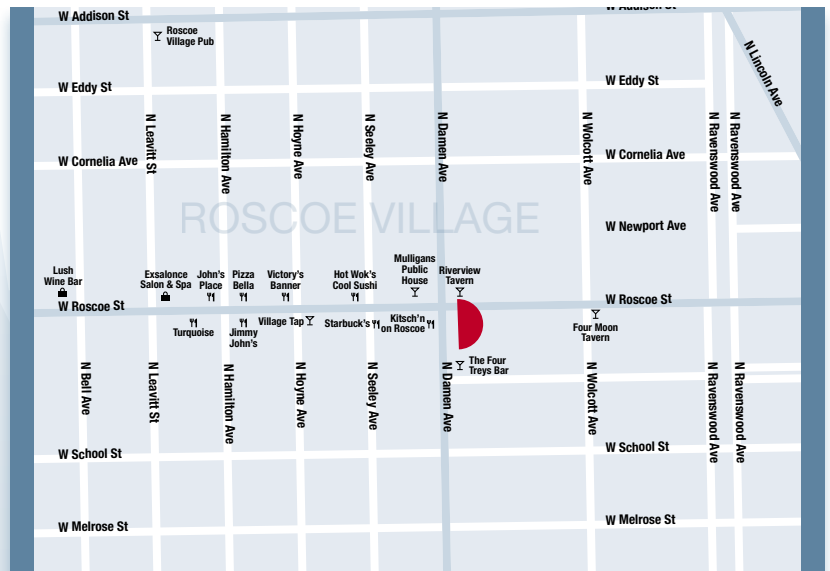 W Addison St
W Addison St
Roscoe
Village Pub
N Lincoln Ave
W Eddy St
W Eddy St
N Leavitt St
N Hamilton Ave
N Hoyne Ave
N Seeley Ave
N Damen Ave
N Wolcott Ave
N Ravenswood Ave
N Ravenswood Ave
W Cornelia Ave
W Cornelia Ave
ROSCOE VILLAGE
W Newport Ave
Lush
Wine Bar
Exsalonce
Salon & Spa
John's
Place
Pizza
Bella
Victory's
Banner
Hot Wok's
Cool Sushi
Mulligans
Public
House
Riverview
Tavern
W Roscoe St
W Roscoe St
Turquoise
Jimmy
John's
Village Tap
Starbuck's
Kitsch'n
on Roscoe
Four Moon
Tavern
The Four
Treys Bar
N Bell Ave
N Leavitt St
N Hamilton Ave
N Hoyne Ave
N Seeley Ave
N Damen Ave
N Wolcott Ave
N Ravenswood Ave
N Ravenswood Ave
W School St
W School St
W Melrose St
W Melrose St